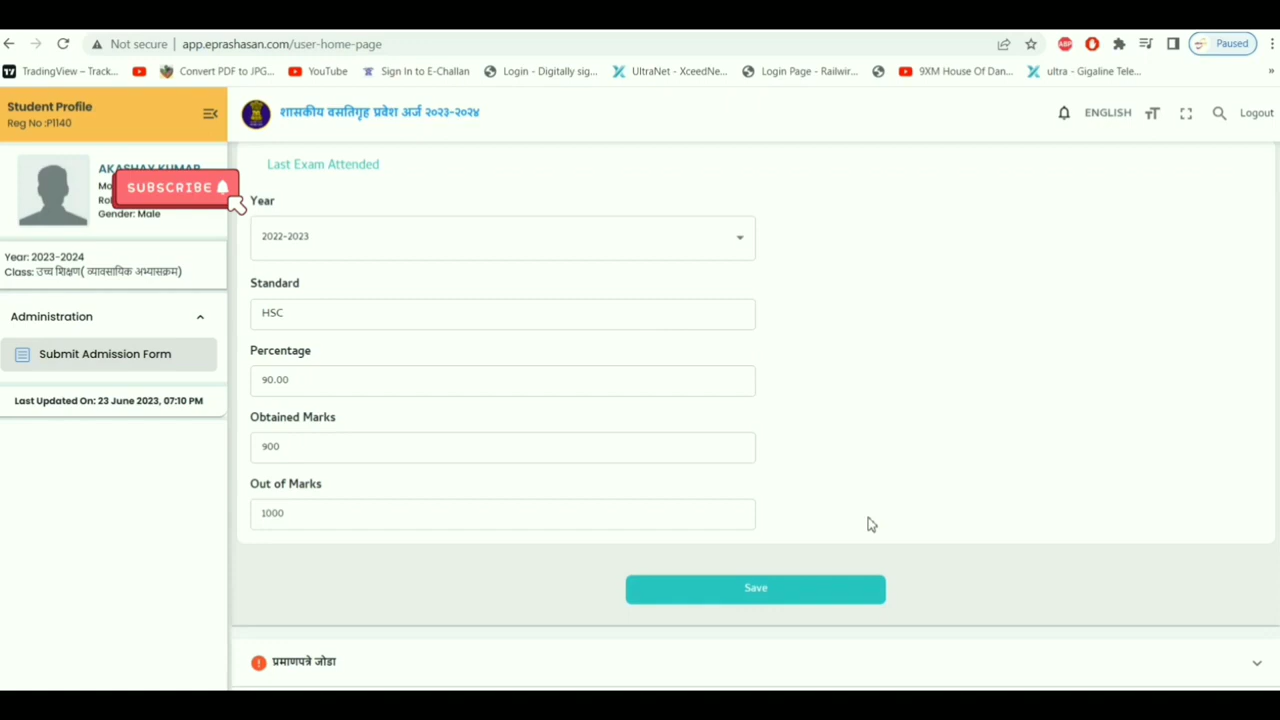 Not secure | app.eprashasan.com/user-home-page
ABP
Paused
TradingView – Track...
Convert PDF to JPG...
YouTube
Sign In to E-Challan
Login - Digitally sig...
UltraNet - XceedNe...
Login Page - Railwir...
9XM House Of Dan...
ultra - Gigaline Tele...
»
Student Profile
Reg No :P1140
शासकीय वसतिगृह प्रवेश अर्ज २०२३-२०२४
ENGLISH
Logout
AKASHAY KUMAR
SUBSCRIBE
Gender: Male
Year: 2023-2024
Class: उच्च शिक्षण( व्यावसायिक अभ्यासक्रम)
Administration
Submit Admission Form
Last Updated On: 23 June 2023, 07:10 PM
Last Exam Attended
Year
2022-2023
Standard
HSC
Percentage
90.00
Obtained Marks
900
Out of Marks
1000
Save
प्रमाणपत्रे जोडा